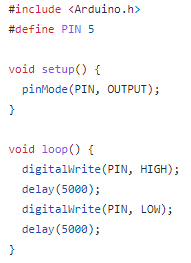 #include <Arduino.h>
#define PIN 5

void setup() {
  pinMode(PIN, OUTPUT);
}

void loop() {
  digitalWrite(PIN, HIGH);
  delay(5000);
  digitalWrite(PIN, LOW);
  delay(5000);
}